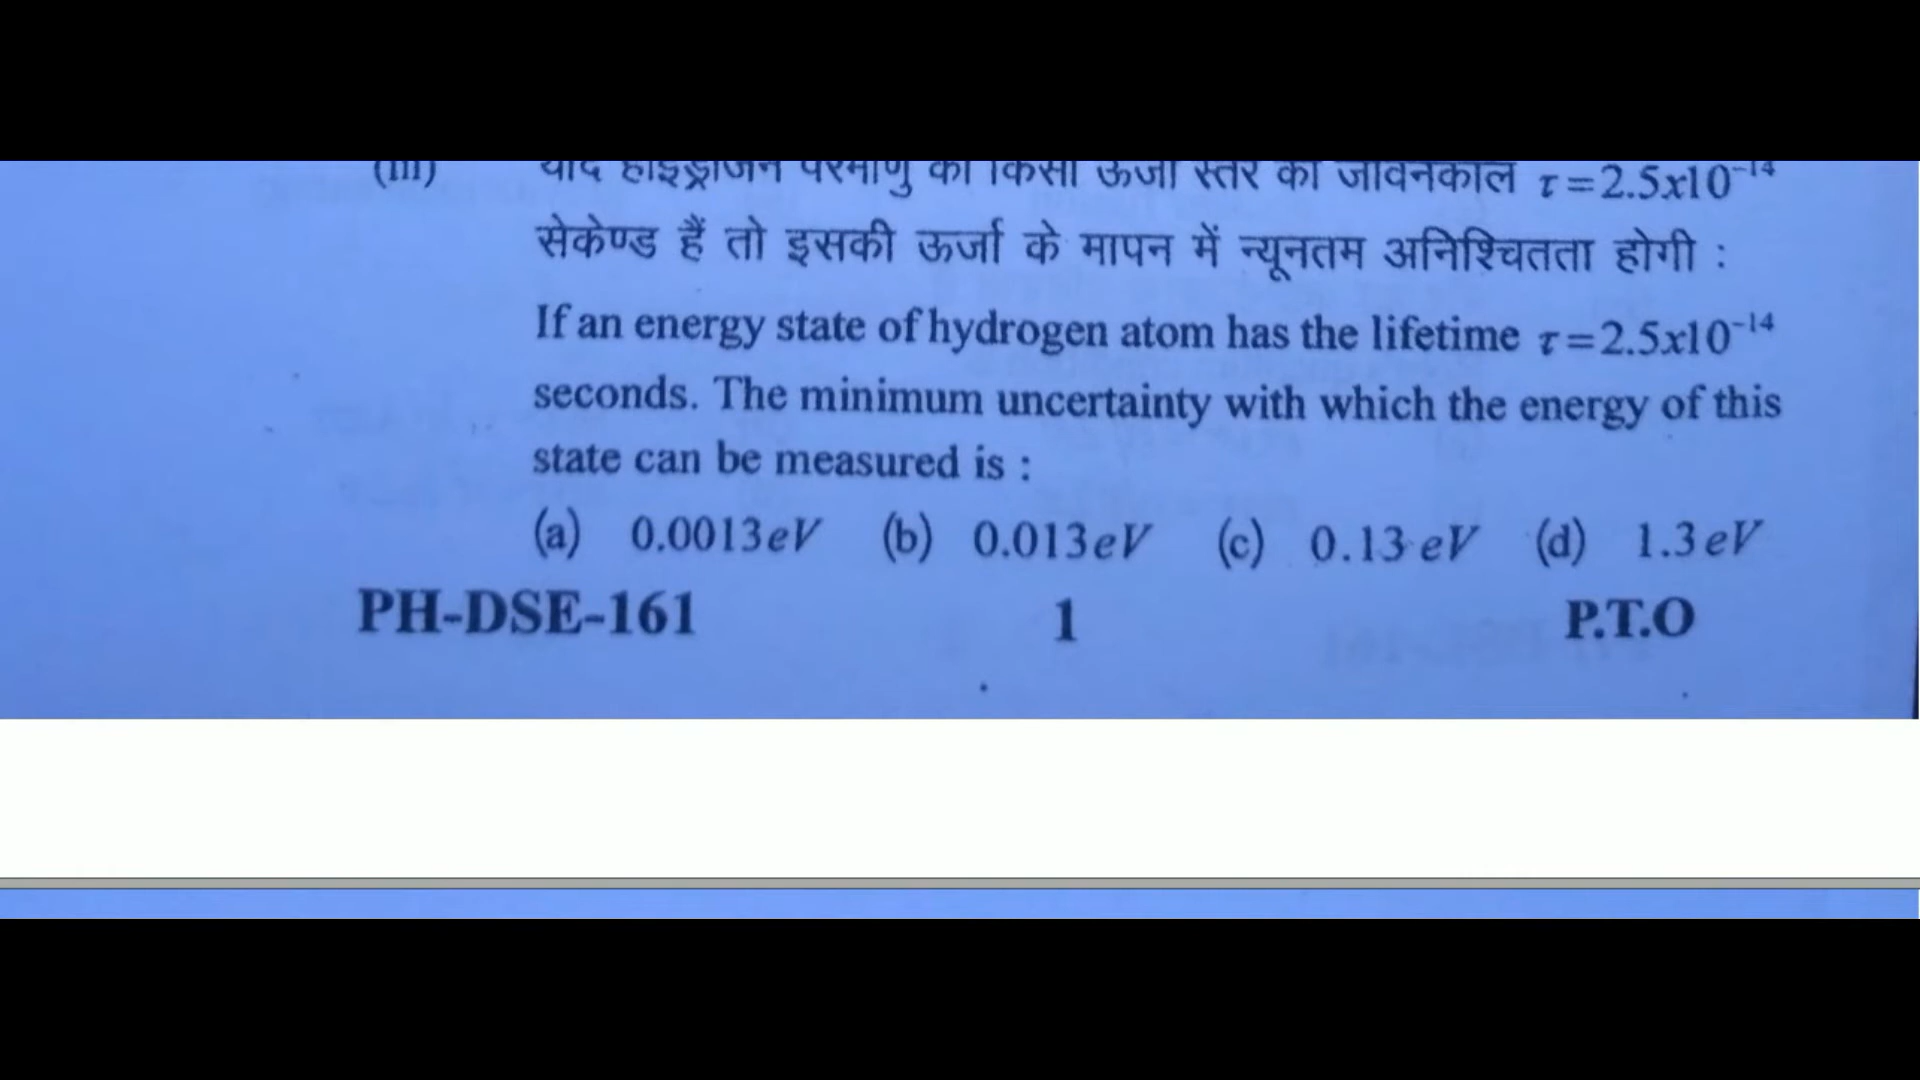 (iii) यदि हाइड्रोजन परमाणु की किसी ऊर्जा स्तर का जीवनकाल τ=2.5x10⁻¹⁴
सेकेण्ड हैं तो इसकी ऊर्जा के मापन में न्यूनतम अनिश्चितता होगी :
If an energy state of hydrogen atom has the lifetime τ=2.5x10⁻¹⁴
seconds. The minimum uncertainty with which the energy of this
state can be measured is :
(a) 0.0013eV (b) 0.013eV (c) 0.13 eV (d) 1.3eV
PH-DSE-161 1 P.T.O